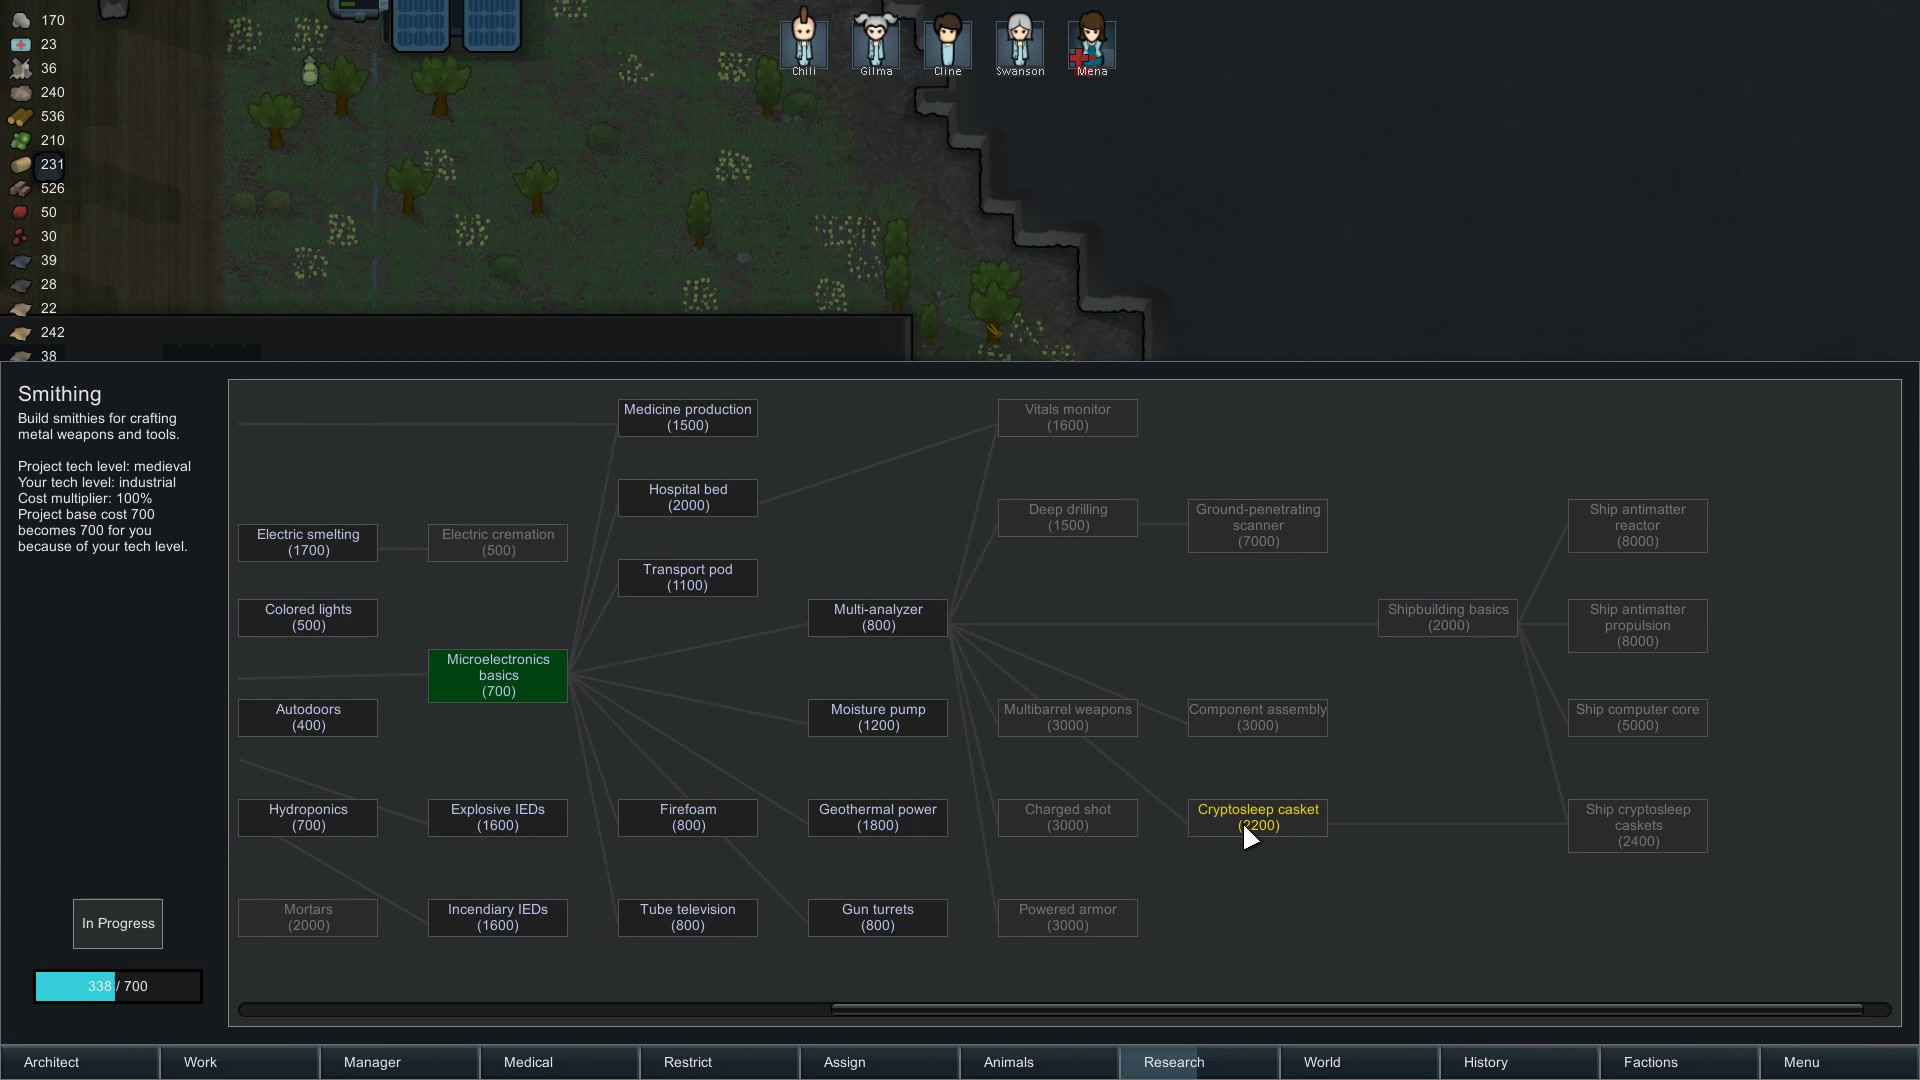 170
23
36
240
536
210
231
526
50
30
39
28
22
242
38
Chili
Gilma
Cline
Swanson
Mena
Smithing
Build smithies for crafting
metal weapons and tools.
Project tech level: medieval
Your tech level: industrial
Cost multiplier: 100%
Project base cost 700
becomes 700 for you
because of your tech level.
In Progress
338 / 700
Medicine production
(1500)
Vitals monitor
(1600)
Hospital bed
(2000)
Deep drilling
(1500)
Ground-penetrating
scanner
(7000)
Ship antimatter
reactor
(8000)
Electric smelting
(1700)
Electric cremation
(500)
Transport pod
(1100)
Colored lights
(500)
Multi-analyzer
(800)
Shipbuilding basics
(2000)
Ship antimatter
propulsion
(8000)
Microelectronics
basics
(700)
Autodoors
(400)
Moisture pump
(1200)
Multibarrel weapons
(3000)
Component assembly
(3000)
Ship computer core
(5000)
Hydroponics
(700)
Explosive IEDs
(1600)
Firefoam
(800)
Geothermal power
(1800)
Charged shot
(3000)
Cryptosleep casket
(2200)
Ship cryptosleep
caskets
(2400)
Mortars
(2000)
Incendiary IEDs
(1600)
Tube television
(800)
Gun turrets
(800)
Powered armor
(3000)
Architect
Work
Manager
Medical
Restrict
Assign
Animals
Research
World
History
Factions
Menu